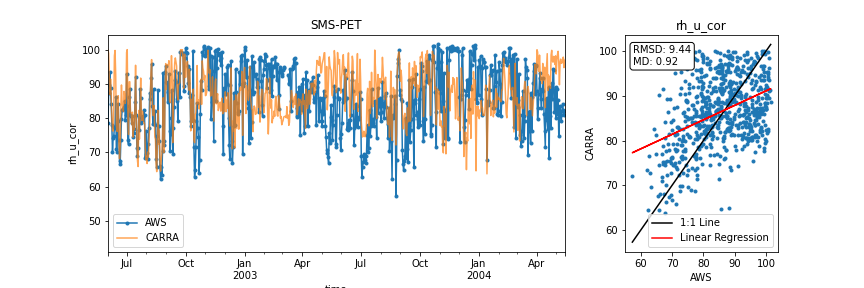 SMS-PET
rh_u_cor
100
90
80
70
60
50
AWS
CARRA
Jul
Oct
Jan
2003
Apr
Jul
Oct
Jan
2004
Apr
time
rh_u_cor
RMSD: 9.44
MD: 0.92
CARRA
100
90
80
70
60
1:1 Line
Linear Regression
60 70 80 90 100
AWS